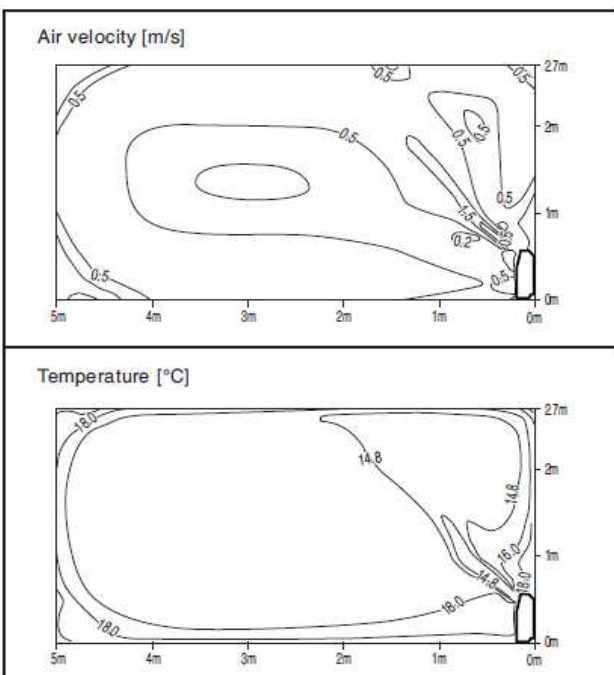 Air velocity [m/s]
0.5 0.5 0.5 2.7m
0.5 0.5 0.5 2m
1.5 0.5 1m
0.2 0.5
0.5 0.5 0m
5m 4m 3m 2m 1m 0m
Temperature [°C]
18.0 2.7m
14.8 2m
14.8
16.0 1m
14.8 18.0
18.0 18.0 0m
5m 4m 3m 2m 1m 0m